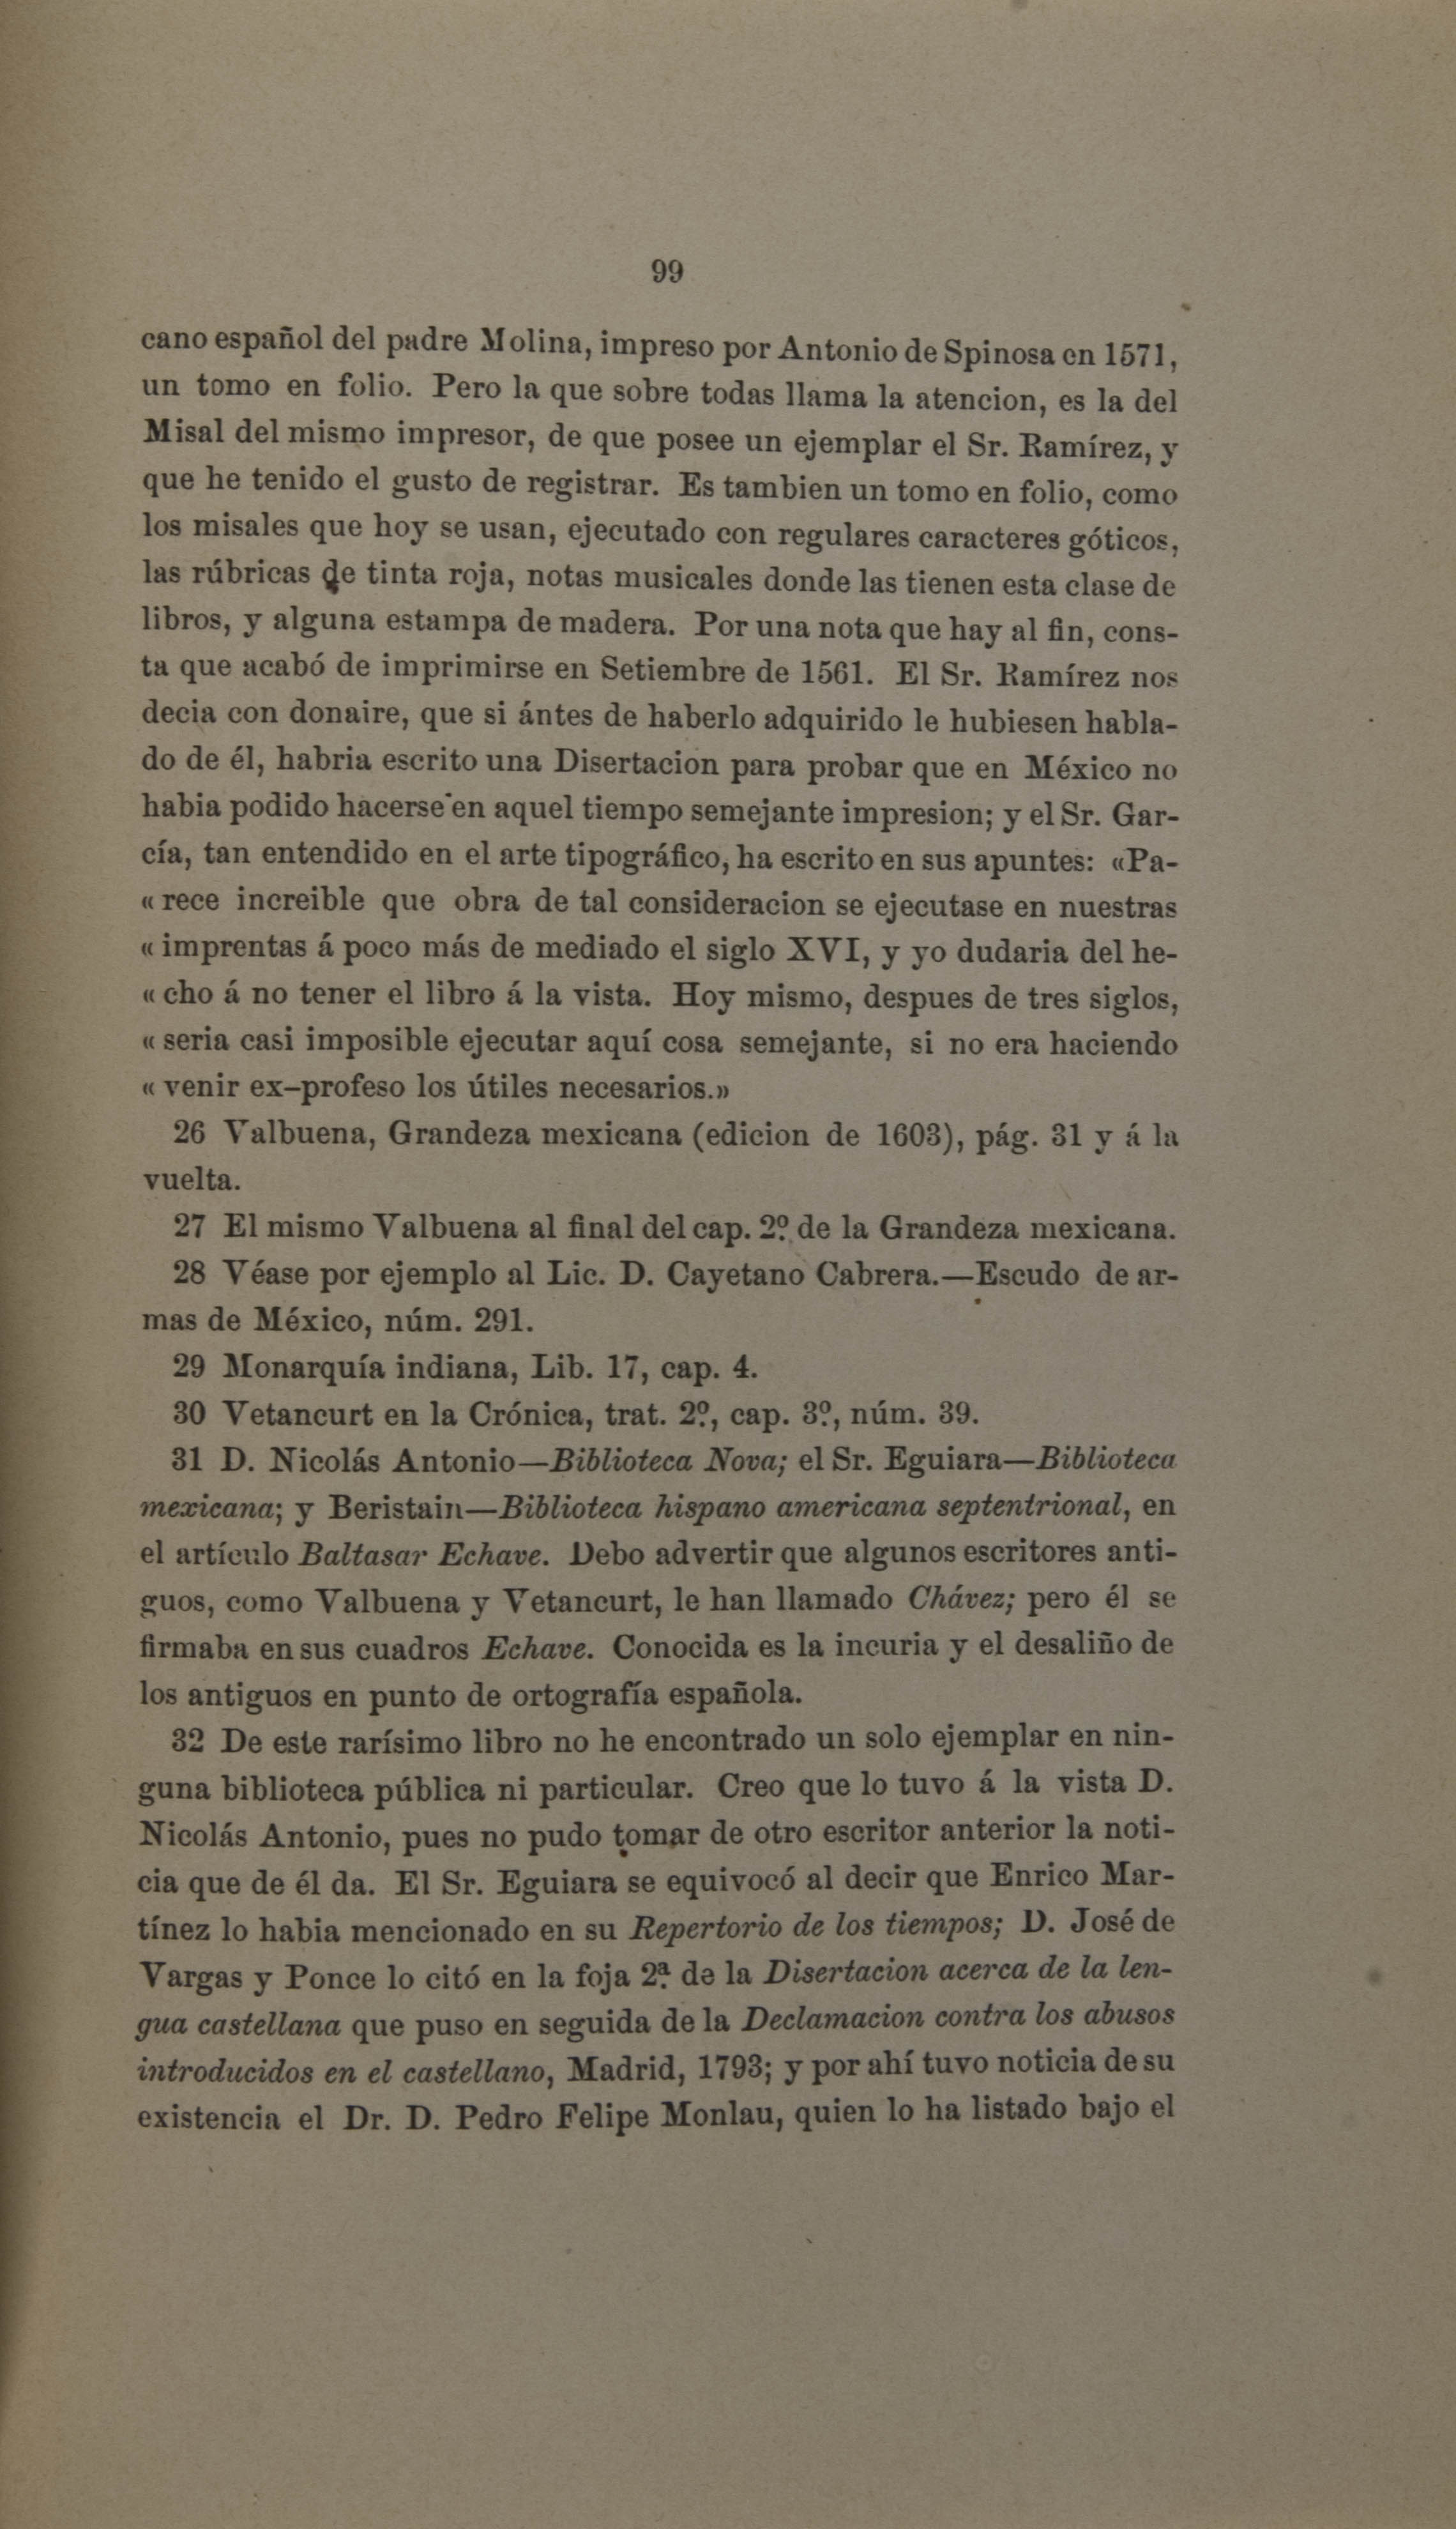 99
cano español del padre Molina, impreso por Antonio de Spinosa en 1571,
un tomo en folio. Pero la que sobre todas llama la atencion, es la del
Misal del mismo impresor, de que posee un ejemplar el Sr. Ramírez, y
que he tenido el gusto de registrar. Es tambien un tomo en folio, como
los misales que hoy se usan, ejecutado con regulares caracteres góticos,
las rúbricas de tinta roja, notas musicales donde las tienen esta clase de
libros, y alguna estampa de madera. Por una nota que hay al fin, cons-
ta que acabó de imprimirse en Setiembre de 1561. El Sr. Ramírez nos
decia con donaire, que si ántes de haberlo adquirido le hubiesen habla-
do de él, habria escrito una Disertacion para probar que en México no
habia podido hacerse en aquel tiempo semejante impresion; y el Sr. Gar-
cía, tan entendido en el arte tipográfico, ha escrito en sus apuntes: «Pa-
« rece increible que obra de tal consideracion se ejecutase en nuestras
« imprentas á poco más de mediado el siglo XVI, y yo dudaria del he-
« cho á no tener el libro á la vista. Hoy mismo, despues de tres siglos,
« seria casi imposible ejecutar aquí cosa semejante, si no era haciendo
« venir ex-profeso los útiles necesarios.»
26 Valbuena, Grandeza mexicana (edicion de 1603), pág. 31 y á la
vuelta.
27 El mismo Valbuena al final del cap. 2º de la Grandeza mexicana.
28 Véase por ejemplo al Lic. D. Cayetano Cabrera.—Escudo de ar-
mas de México, núm. 291.
29 Monarquía indiana, Lib. 17, cap. 4.
30 Vetancurt en la Crónica, trat. 2º, cap. 3º, núm. 39.
31 D. Nicolás Antonio—Biblioteca Nova; el Sr. Eguiara—Biblioteca
mexicana; y Beristain—Biblioteca hispano americana septentrional, en
el artículo Baltasar Echave. Debo advertir que algunos escritores anti-
guos, como Valbuena y Vetancurt, le han llamado Chávez; pero él se
firmaba en sus cuadros Echave. Conocida es la incuria y el desaliño de
los antiguos en punto de ortografía española.
32 De este rarísimo libro no he encontrado un solo ejemplar en nin-
guna biblioteca pública ni particular. Creo que lo tuvo á la vista D.
Nicolás Antonio, pues no pudo tomar de otro escritor anterior la noti-
cia que de él da. El Sr. Eguiara se equivocó al decir que Enrico Mar-
tínez lo habia mencionado en su Repertorio de los tiempos; D. José de
Vargas y Ponce lo citó en la foja 2ª de la Disertacion acerca de la len-
gua castellana que puso en seguida de la Declamacion contra los abusos
introducidos en el castellano, Madrid, 1793; y por ahí tuvo noticia de su
existencia el Dr. D. Pedro Felipe Monlau, quien lo ha listado bajo el